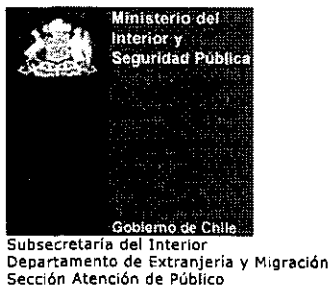 Ministerio del
Interior y
Seguridad Pública
Gobierno de Chile
Subsecretaría del Interior
Departamento de Extranjería y Migración
Sección Atención de Público